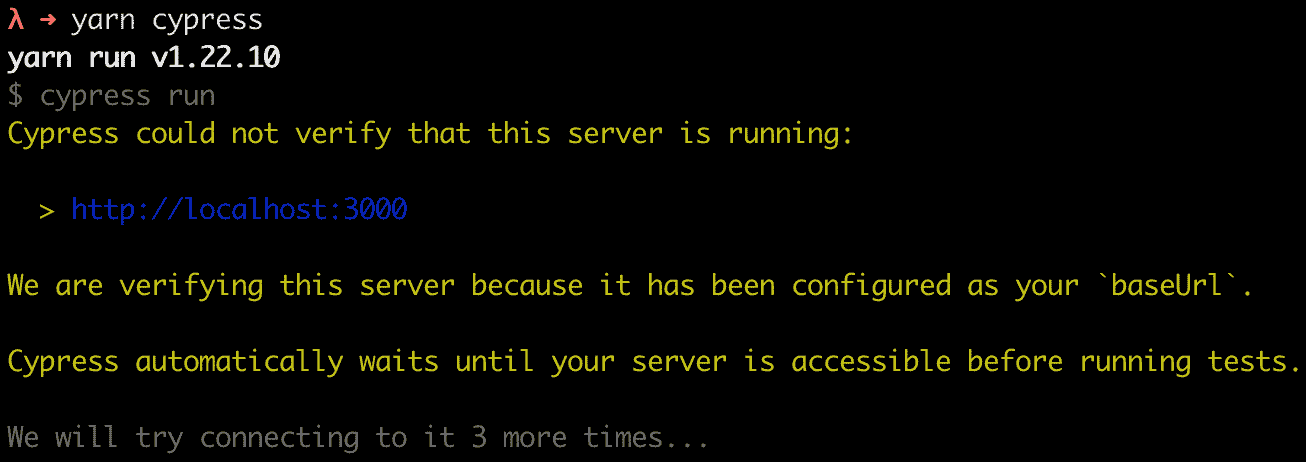 λ → yarn cypress
yarn run v1.22.10
$ cypress run
Cypress could not verify that this server is running:
> http://localhost:3000
We are verifying this server because it has been configured as your `baseUrl`.
Cypress automatically waits until your server is accessible before running tests.
We will try connecting to it 3 more times...